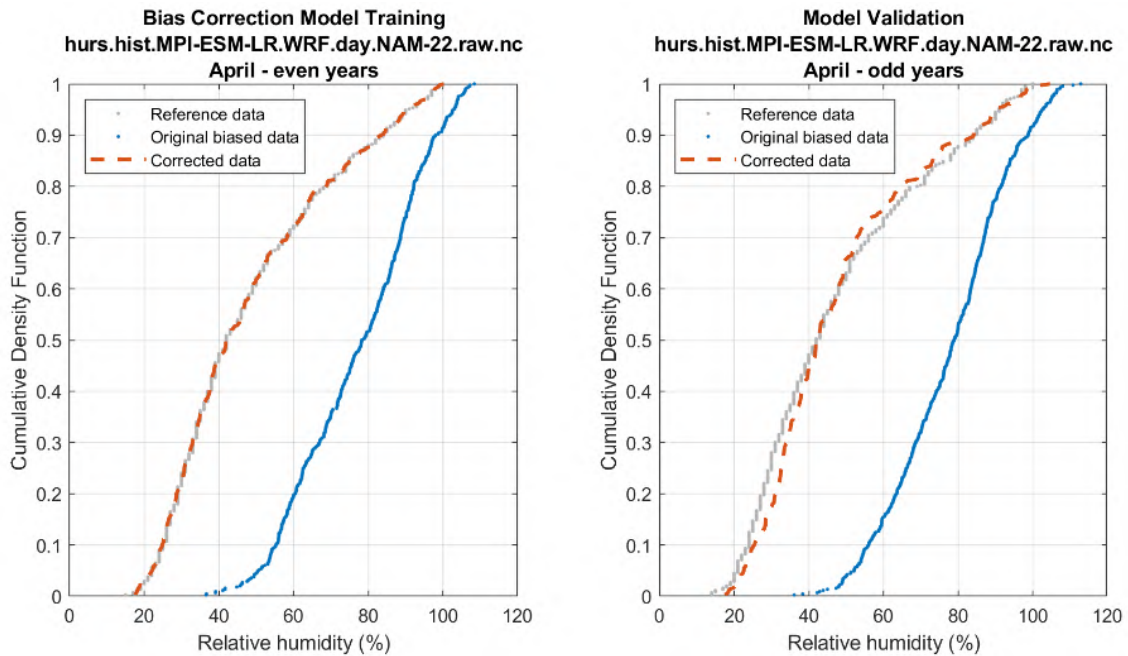 Bias Correction Model Training
hurs.hist.MPI-ESM-LR.WRF.day.NAM-22.raw.nc
April - even years
Reference data
Original biased data
Corrected data
Cumulative Density Function
1
0.9
0.8
0.7
0.6
0.5
0.4
0.3
0.2
0.1
0
0
20
40
60
80
100
120
Relative humidity (%)
Model Validation
hurs.hist.MPI-ESM-LR.WRF.day.NAM-22.raw.nc
April - odd years
Reference data
Original biased data
Corrected data
Cumulative Density Function
1
0.9
0.8
0.7
0.6
0.5
0.4
0.3
0.2
0.1
0
0
20
40
60
80
100
120
Relative humidity (%)